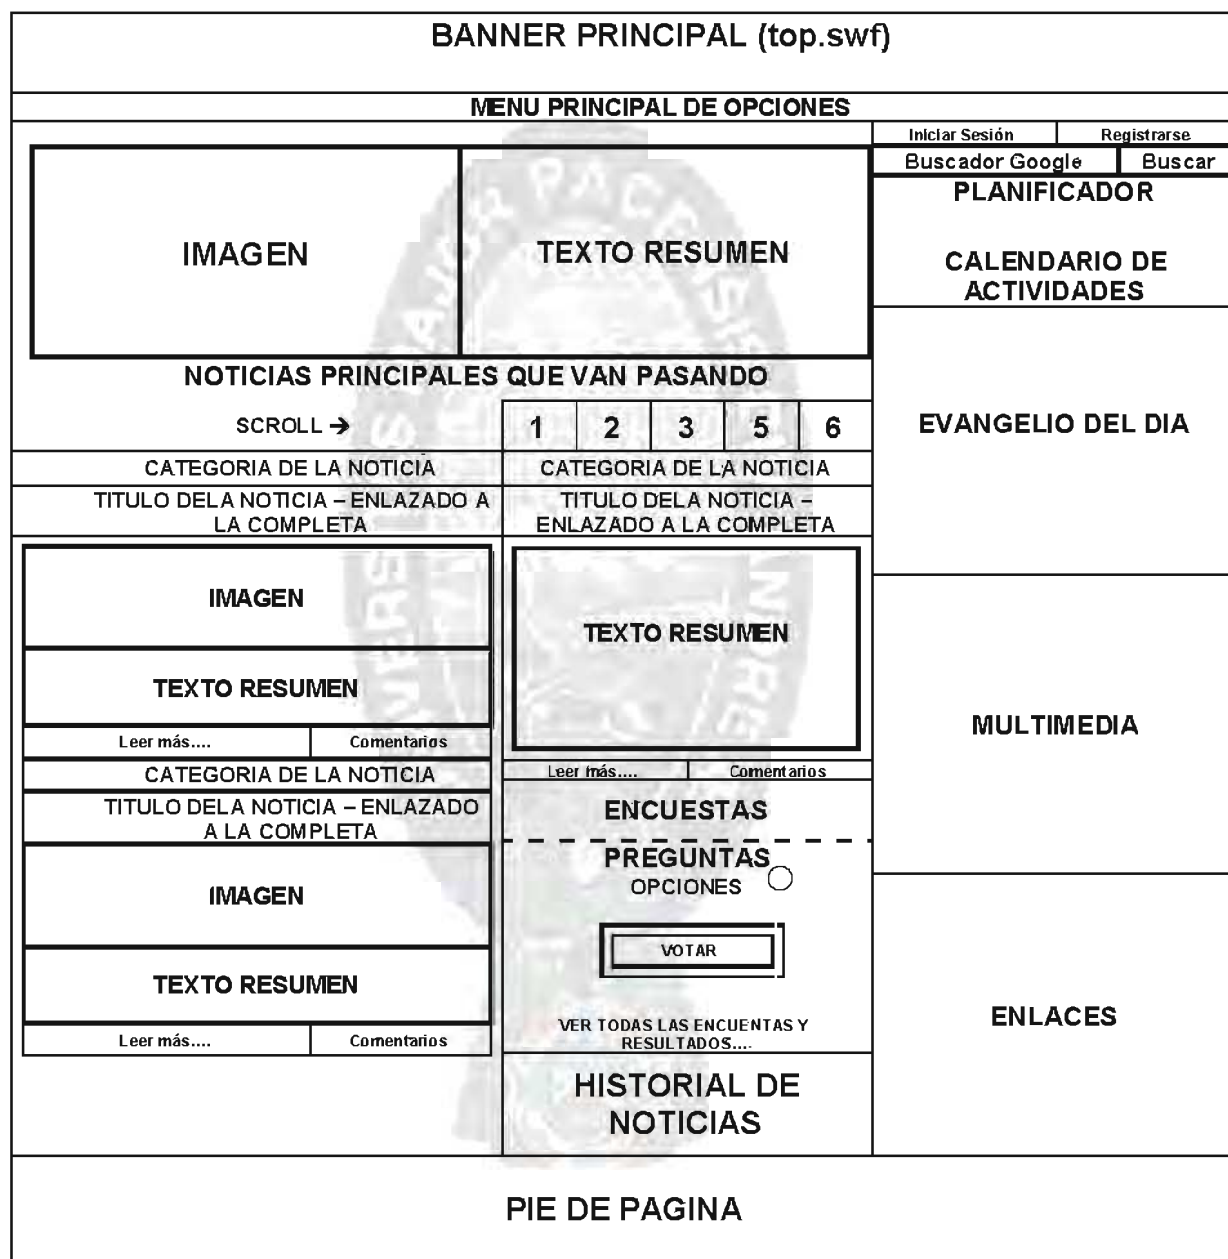 BANNER PRINCIPAL (top.swf)
MENU PRINCIPAL DE OPCIONES
Iniciar Sesión
Registrarse
Buscador Google
Buscar
PLANIFICADOR
CALENDARIO DE
ACTIVIDADES
IMAGEN
TEXTO RESUMEN
NOTICIAS PRINCIPALES QUE VAN PASANDO
SCROLL →
1
2
3
5
6
EVANGELIO DEL DIA
CATEGORIA DE LA NOTICIA
TITULO DELA NOTICIA – ENLAZADO A
LA COMPLETA
IMAGEN
TEXTO RESUMEN
Leer más....
Comentarios
CATEGORIA DE LA NOTICIA
TITULO DELA NOTICIA – ENLAZADO
A LA COMPLETA
IMAGEN
TEXTO RESUMEN
Leer más....
Comentarios
CATEGORIA DE LA NOTICIA
TITULO DELA NOTICIA –
ENLAZADO A LA COMPLETA
TEXTO RESUMEN
Leer más....
Comentarios
ENCUESTAS
PREGUNTAS
OPCIONES
VOTAR
VER TODAS LAS ENCUENTAS Y
RESULTADOS....
HISTORIAL DE
NOTICIAS
MULTIMEDIA
ENLACES
PIE DE PAGINA